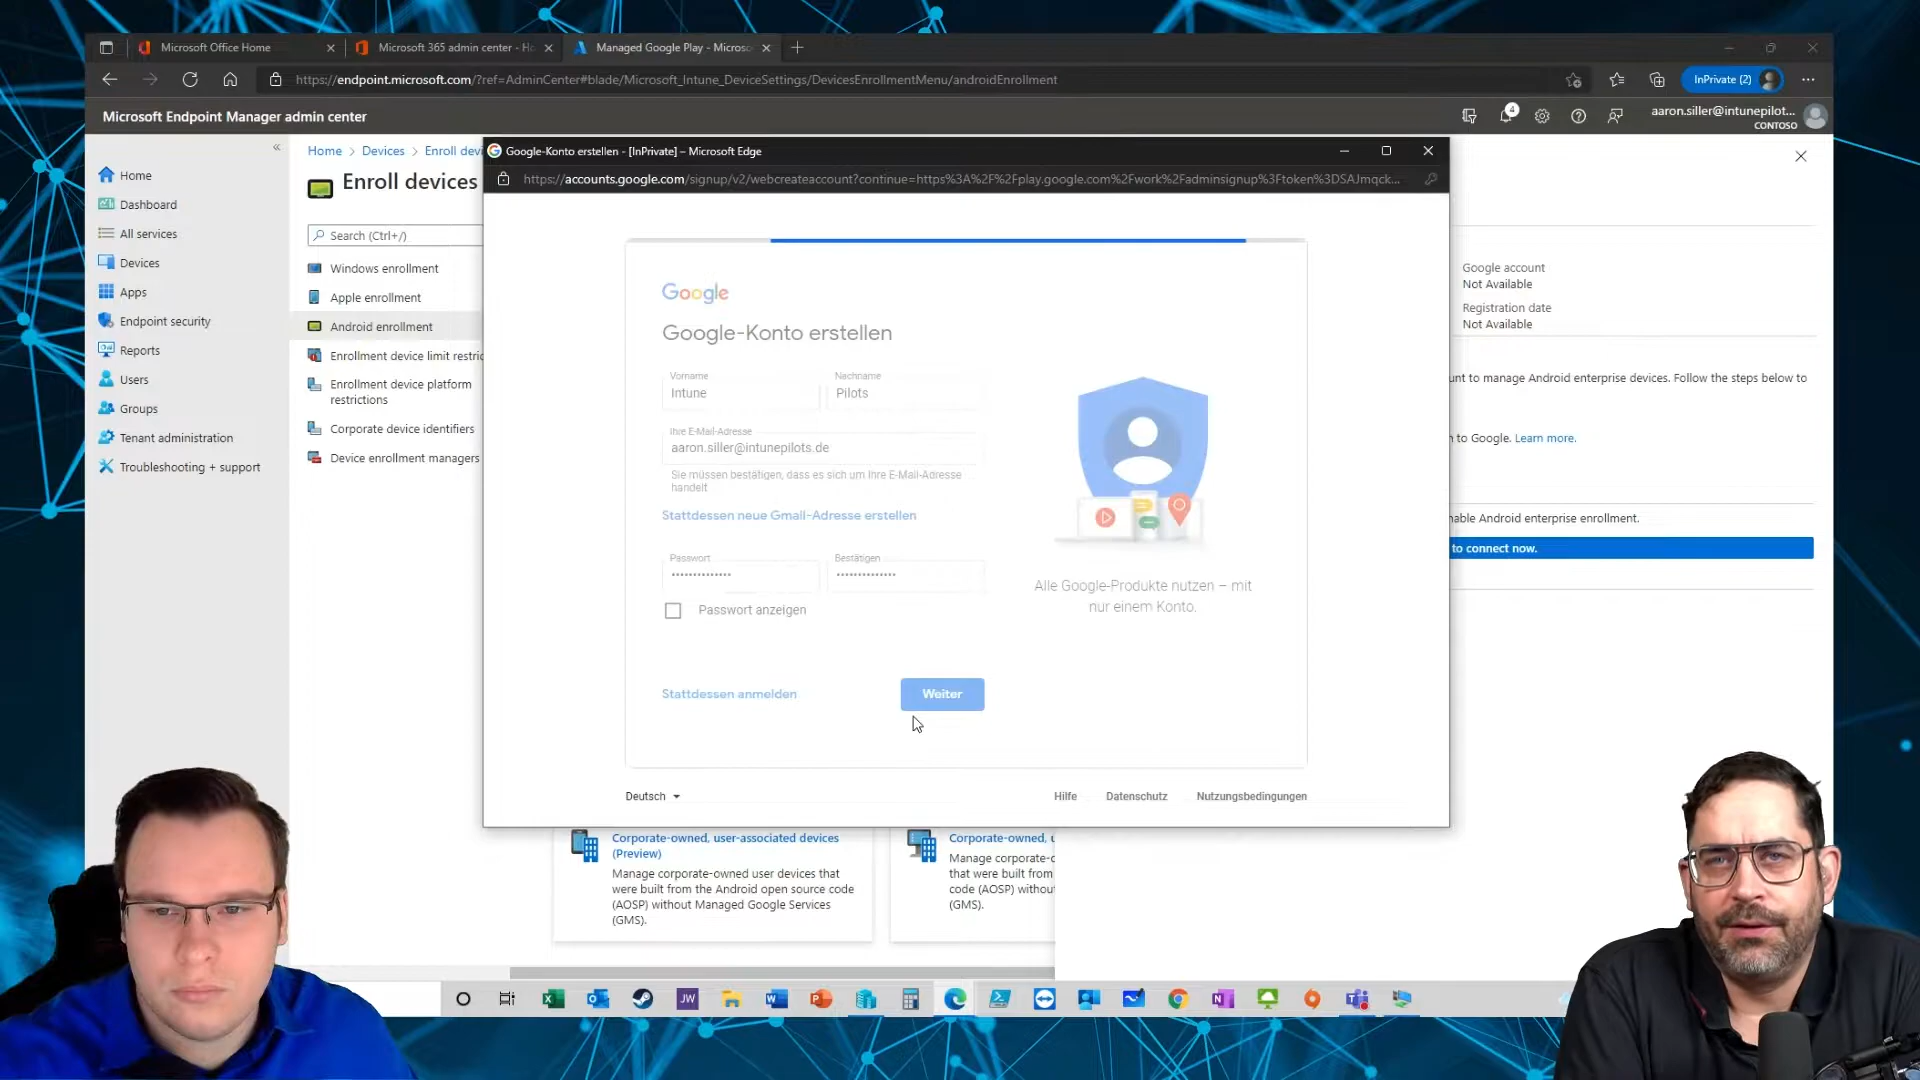 Microsoft Office Home
Microsoft 365 admin center - Ho
Managed Google Play - Microso
https://endpoint.microsoft.com/?ref=AdminCenter#blade/Microsoft_Intune_DeviceSettings/DevicesEnrollmentMenu/androidEnrollment
InPrivate (2)
Microsoft Endpoint Manager admin center
4
aaron.siller@intunepilot...
CONTOSO
Home
Dashboard
All services
Devices
Apps
Endpoint security
Reports
Users
Groups
Tenant administration
Troubleshooting + support
Home > Devices > Enroll devi
Enroll devices
Search (Ctrl+/)
Windows enrollment
Apple enrollment
Android enrollment
Enrollment device limit restric
Enrollment device platform
restrictions
Corporate device identifiers
Device enrollment managers
Google-Konto erstellen - [InPrivate] – Microsoft Edge
https://accounts.google.com/signup/v2/webcreateaccount?continue=https%3A%2F%2Fplay.google.com%2Fwork%2Fadminsignup%3Ftoken%3DSAJmqck...
Google
Google-Konto erstellen
Vorname
Intune
Nachname
Pilots
Ihre E-Mail-Adresse
aaron.siller@intunepilots.de
Sie müssen bestätigen, dass es sich um Ihre E-Mail-Adresse
handelt
Stattdessen neue Gmail-Adresse erstellen
Passwort
••••••••••••••
Bestätigen
••••••••••••••
Passwort anzeigen
Stattdessen anmelden
Weiter
Alle Google-Produkte nutzen – mit
nur einem Konto.
Deutsch
Hilfe
Datenschutz
Nutzungsbedingungen
Google account
Not Available
Registration date
Not Available
unt to manage Android enterprise devices. Follow the steps below to
n to Google. Learn more.
nable Android enterprise enrollment.
to connect now.
Corporate-owned, user-associated devices
(Preview)
Manage corporate-owned user devices that
were built from the Android open source code
(AOSP) without Managed Google Services
(GMS).
Corporate-owned, u
Manage corporate-o
that were built from
code (AOSP) withou
(GMS).
JW